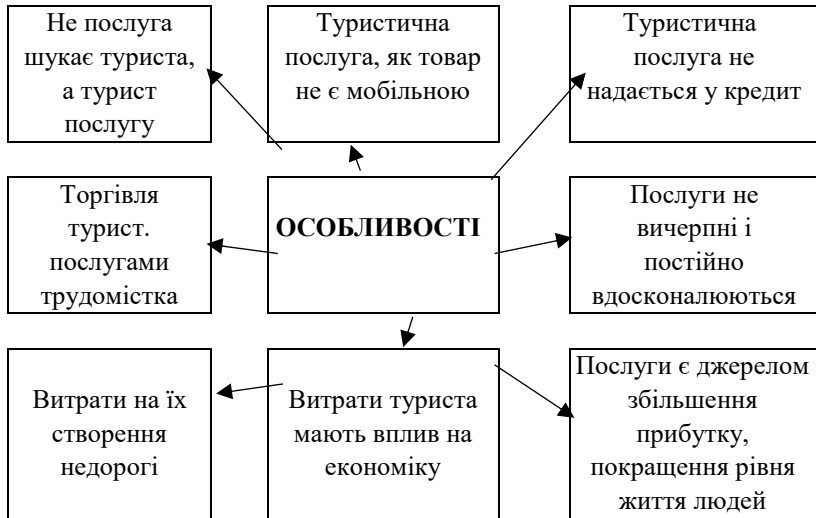 Не послуга
шукає туриста,
а турист
послугу
Туристична
послуга, як товар
не є мобільною
Туристична
послуга не
надається у кредит
Торгівля
турист.
послугами
трудомістка
ОСОБЛИВОСТІ
Послуги не
вичерпні і
постійно
вдосконалюються
Витрати на їх
створення
недорогі
Витрати туриста
мають вплив на
економіку
Послуги є джерелом
збільшення
прибутку,
покращення рівня
життя людей